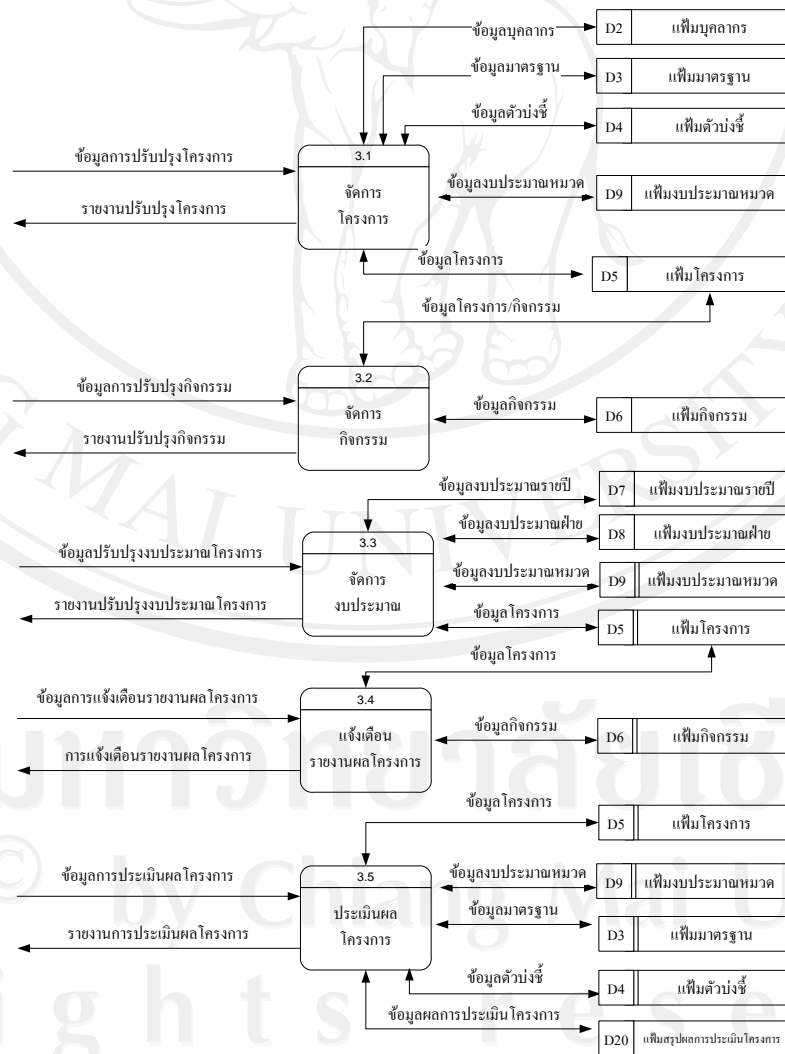 ข้อมูลบุคลากร
D2 แฟ้มบุคลากร
ข้อมูลมาตรฐาน
D3 แฟ้มมาตรฐาน
ข้อมูลตัวบ่งชี้
D4 แฟ้มตัวบ่งชี้
ข้อมูลการปรับปรุงโครงการ
3.1
จัดการ
โครงการ
ข้อมูลงบประมาณหมวด
D9 แฟ้มงบประมาณหมวด
รายงานปรับปรุงโครงการ
ข้อมูลโครงการ
D5 แฟ้มโครงการ
ข้อมูลโครงการ/กิจกรรม
ข้อมูลการปรับปรุงกิจกรรม
3.2
จัดการ
กิจกรรม
ข้อมูลกิจกรรม
D6 แฟ้มกิจกรรม
รายงานปรับปรุงกิจกรรม
ข้อมูลงบประมาณรายปี
D7 แฟ้มงบประมาณรายปี
ข้อมูลงบประมาณฝ่าย
D8 แฟ้มงบประมาณฝ่าย
ข้อมูลปรับปรุงงบประมาณโครงการ
3.3
จัดการ
งบประมาณ
ข้อมูลงบประมาณหมวด
D9 แฟ้มงบประมาณหมวด
รายงานปรับปรุงงบประมาณโครงการ
ข้อมูลโครงการ
D5 แฟ้มโครงการ
ข้อมูลโครงการ
ข้อมูลการแจ้งเตือนรายงานผลโครงการ
3.4
แจ้งเตือน
รายงานผลโครงการ
ข้อมูลกิจกรรม
D6 แฟ้มกิจกรรม
การแจ้งเตือนรายงานผลโครงการ
ข้อมูลโครงการ
D5 แฟ้มโครงการ
ข้อมูลการประเมินผลโครงการ
3.5
ประเมินผล
โครงการ
ข้อมูลงบประมาณหมวด
D9 แฟ้มงบประมาณหมวด
ข้อมูลมาตรฐาน
D3 แฟ้มมาตรฐาน
รายงานการประเมินผลโครงการ
ข้อมูลตัวบ่งชี้
D4 แฟ้มตัวบ่งชี้
ข้อมูลผลการประเมินโครงการ
D20 แฟ้มสรุปผลการประเมินโครงการ
G MAI UNIVERSITY
มหาวิทยาลัยเชี
© by Chiang Mai U
i g h t s r e s e